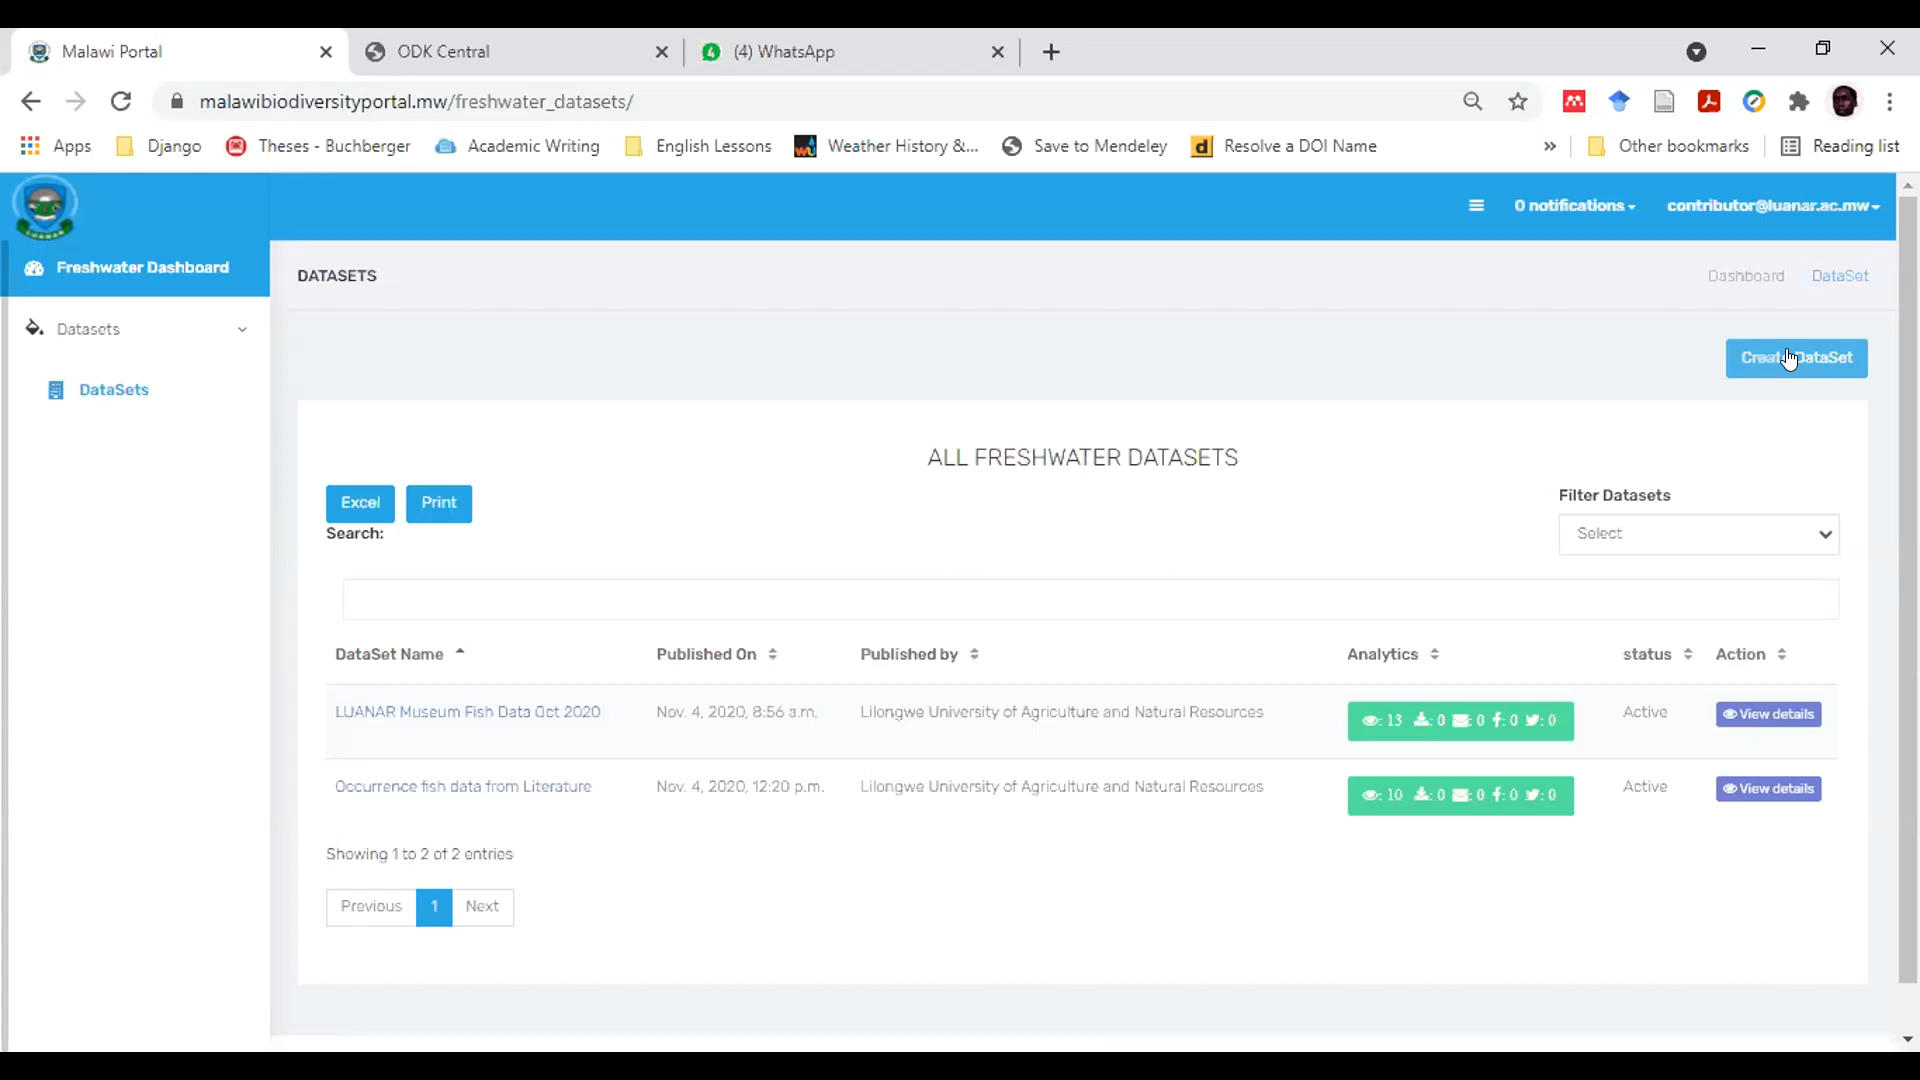 Malawi Portal
ODK Central
(4) WhatsApp
malawibiodiversityportal.mw/freshwater_datasets/
Apps
Django
Theses - Buchberger
Academic Writing
English Lessons
Weather History &...
Save to Mendeley
Resolve a DOI Name
»
Other bookmarks
Reading list
0 notifications
contributor@luanar.ac.mw
Freshwater Dashboard
DATASETS
Dashboard
DataSet
Datasets
DataSets
Create DataSet
ALL FRESHWATER DATASETS
Excel
Print
Filter Datasets
Search:
Select
DataSet Name
Published On
Published by
Analytics
status
Action
LUANAR Museum Fish Data Oct 2020
Nov. 4, 2020, 8:56 a.m.
Lilongwe University of Agriculture and Natural Resources
: 13 : 0 : 0 : 0 : 0
Active
View details
Occurrence fish data from Literature
Nov. 4, 2020, 12:20 p.m.
Lilongwe University of Agriculture and Natural Resources
: 10 : 0 : 0 : 0 : 0
Active
View details
Showing 1 to 2 of 2 entries
Previous
1
Next